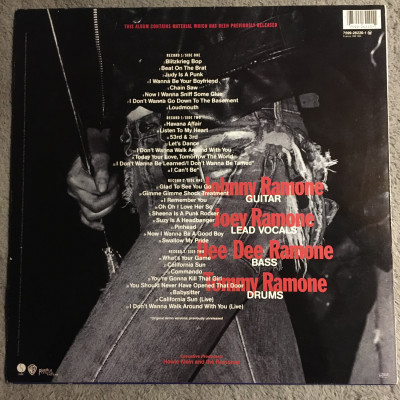 THIS ALBUM CONTAINS MATERIAL WHICH HAS BEEN PREVIOUSLY RELEASED
7599-26220-1
RECORD 1/SIDE ONE
Blitzkrieg Bop
Beat On The Brat
Judy Is A Punk
I Wanna Be Your Boyfriend
Chain Saw
Now I Wanna Sniff Some Glue
I Don't Wanna Go Down To The Basement
Loudmouth
RECORD 1/SIDE TWO
Havana Affair
Listen To My Heart
53rd & 3rd
Let's Dance
I Don't Wanna Walk Around With You
Today Your Love, Tomorrow The World
I Don't Wanna Be Learned/I Don't Wanna Be Tamed*
I Can't Be*
RECORD 2/SIDE ONE
Glad To See You Go
Gimme Gimme Shock Treatment
I Remember You
Oh Oh I Love Her So
Sheena Is A Punk Rocker
Suzy Is A Headbanger
Pinhead
Now I Wanna Be A Good Boy
Swallow My Pride
RECORD 2/SIDE TWO
What's Your Game
California Sun
Commando
You're Gonna Kill That Girl
You Should Never Have Opened That Door
Babysitter
California Sun (Live)
I Don't Wanna Walk Around With You (Live)
Johnny Ramone
GUITAR
Joey Ramone
LEAD VOCALS
Dee Dee Ramone
BASS
Tommy Ramone
DRUMS
*Original demo versions, previously unreleased